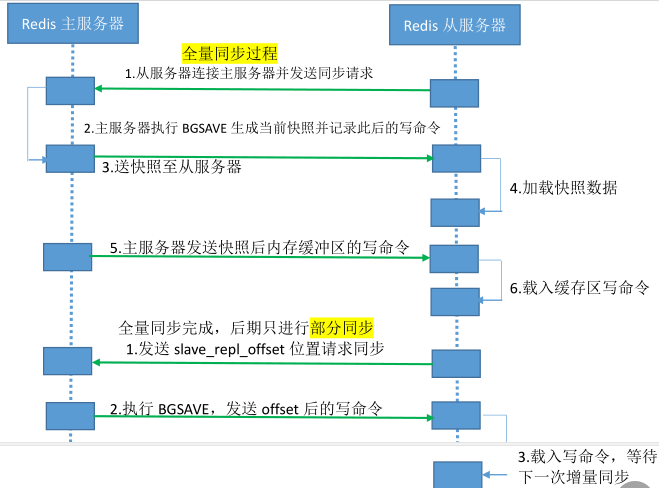 Redis 主服务器
Redis 从服务器
全量同步过程
1.从服务器连接主服务器并发送同步请求
2.主服务器执行 BGSAVE 生成当前快照并记录此后的写命令
3.送快照至从服务器
4.加载快照数据
5.主服务器发送快照后内存缓冲区的写命令
6.载入缓存区写命令
全量同步完成，后期只进行部分同步
1.发送 slave_repl_offset 位置请求同步
2.执行 BGSAVE，发送 offset 后的写命令
3.载入写命令，等待
下一次增量同步